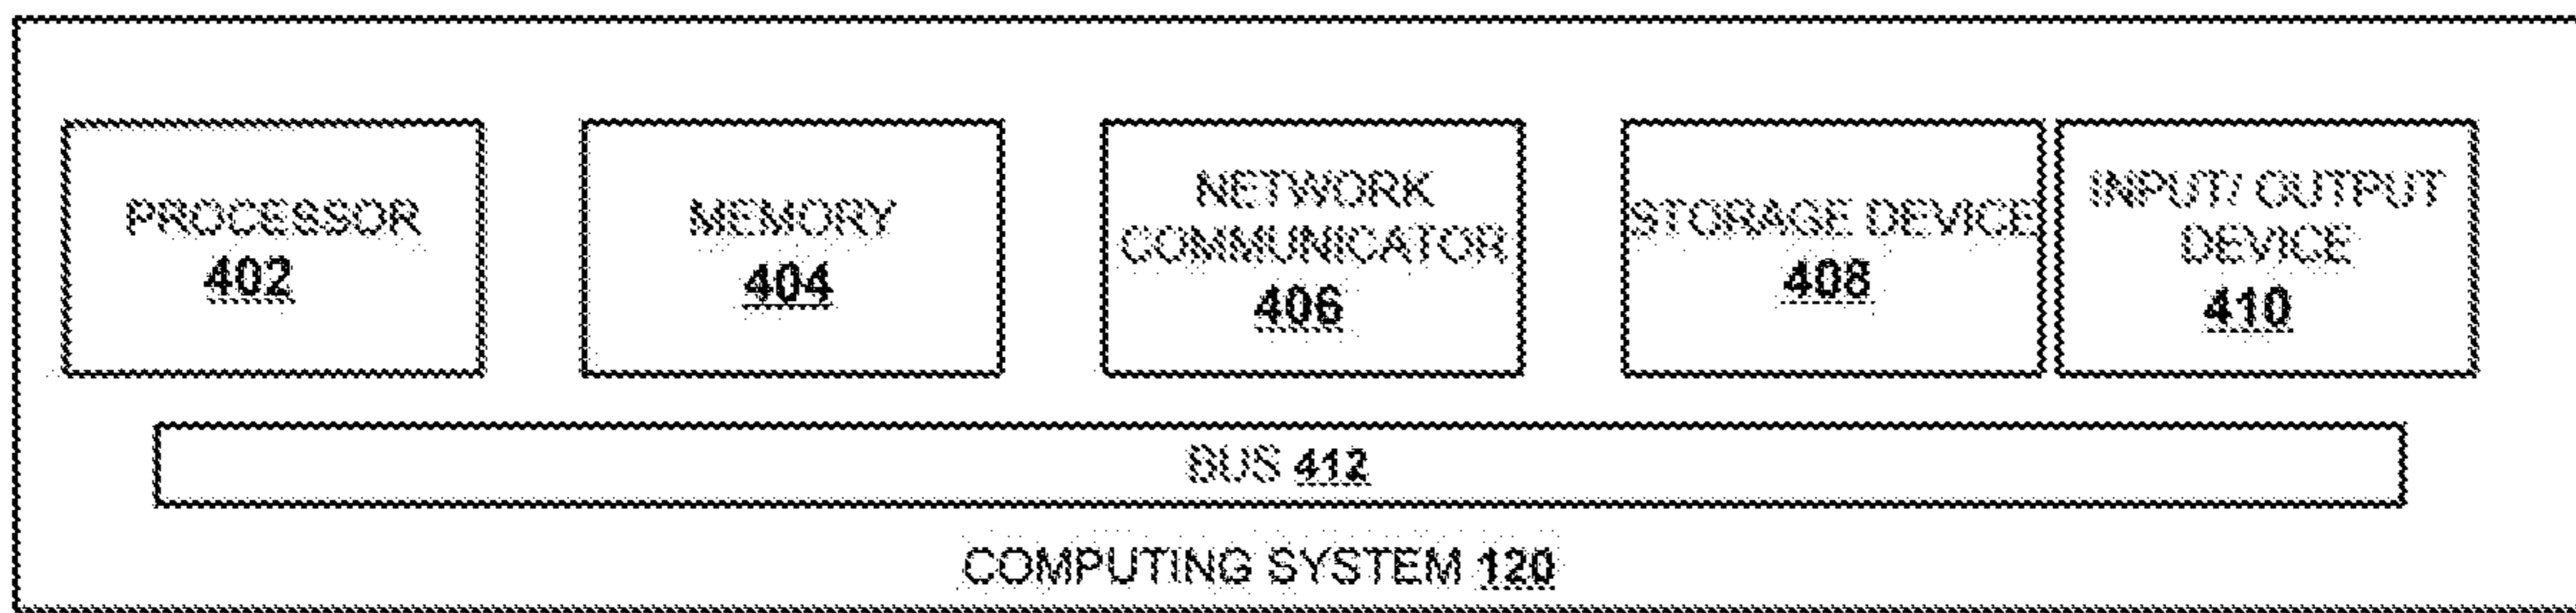 PROCESSOR
402
MEMORY
404
NETWORK
COMMUNICATOR
406
STORAGE DEVICE
408
INPUT/ OUTPUT
DEVICE
410
BUS 412
COMPUTING SYSTEM 120